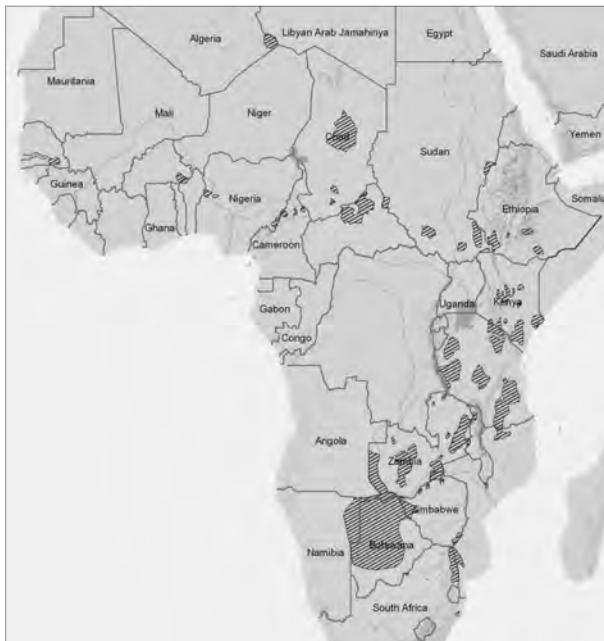 Algeria
Libyan Arab Jamahiriya
Egypt
Saudi Arabia
Mauritania
Mali
Niger
Chad
Sudan
Yemen
Guinea
Ghana
Nigeria
Ethiopia
Somalia
Cameroon
Uganda
Kenya
Gabon
Congo
Angola
Zambia
Zimbabwe
Namibia
Botswana
South Africa